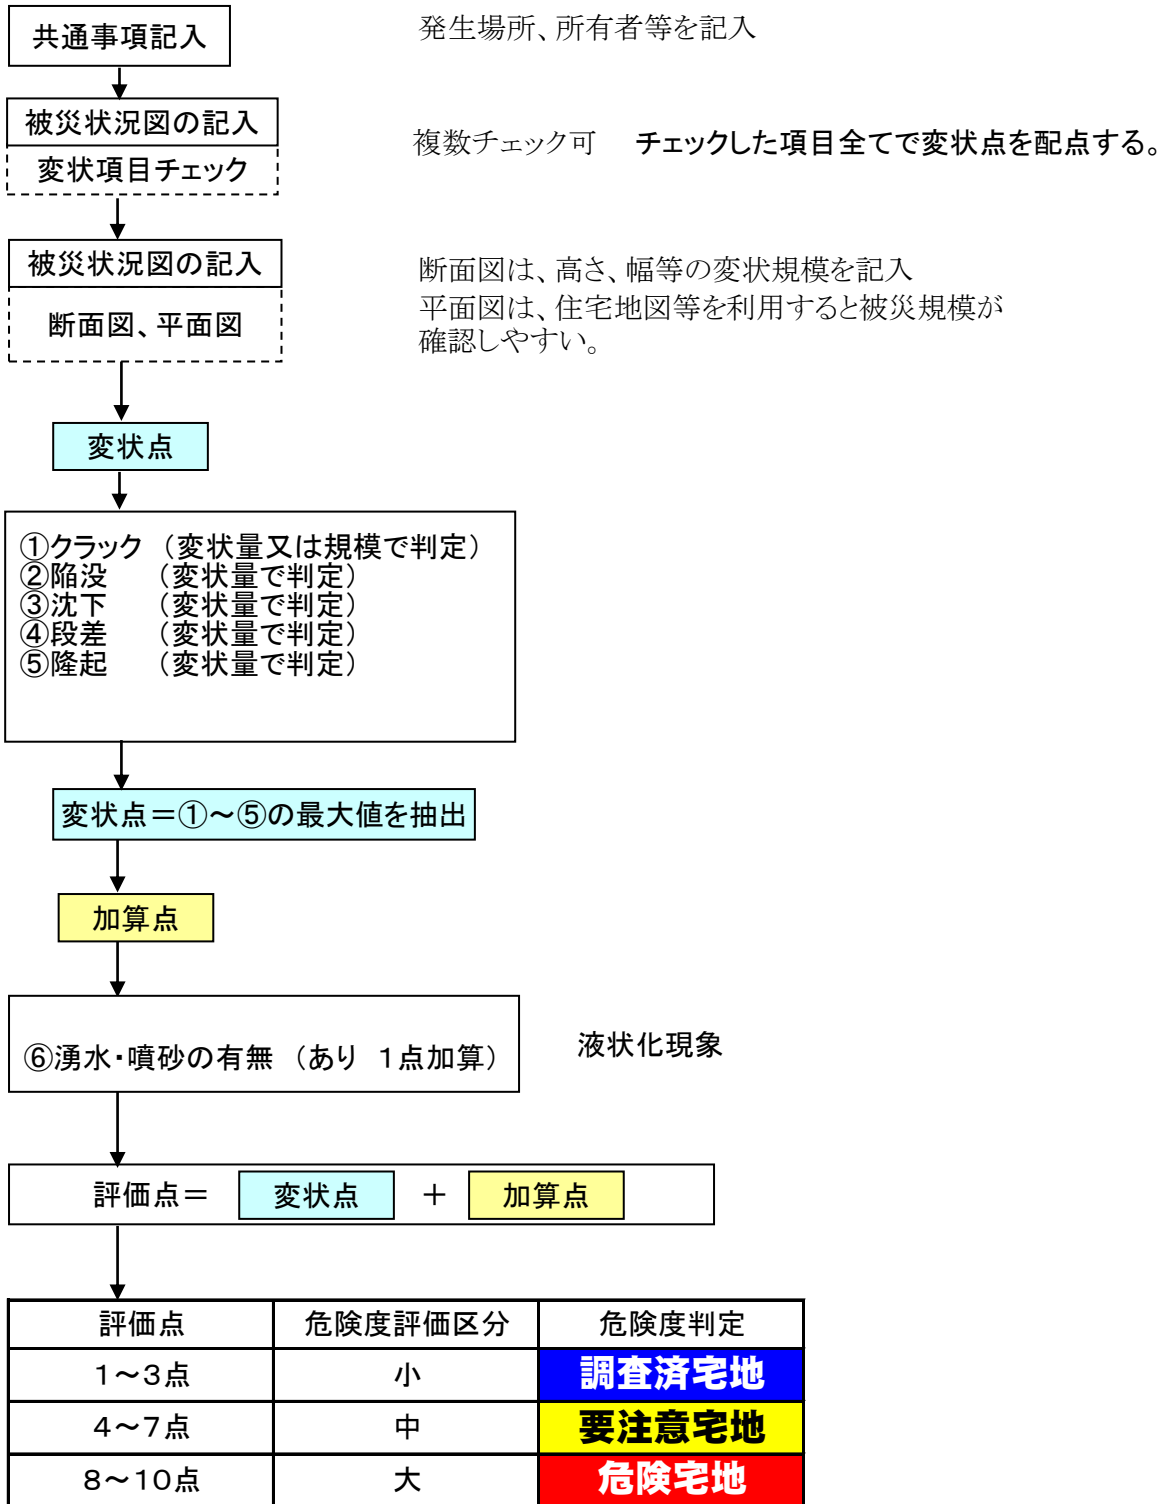 共通事項記入
発生場所、所有者等を記入
被災状況図の記入
変状項目チェック
複数チェック可　チェックした項目全てで変状点を配点する。
被災状況図の記入
断面図、平面図
断面図は、高さ、幅等の変状規模を記入
平面図は、住宅地図等を利用すると被災規模が
確認しやすい。
変状点
①クラック （変状量又は規模で判定）
②陥没 （変状量で判定）
③沈下 （変状量で判定）
④段差 （変状量で判定）
⑤隆起 （変状量で判定）
変状点＝①～⑤の最大値を抽出
加算点
⑥湧水・噴砂の有無 （あり　１点加算）
液状化現象
評価点＝ 変状点 ＋ 加算点
評価点 危険度評価区分 危険度判定
１～３点 小 調査済宅地
４～７点 中 要注意宅地
８～１０点 大 危険宅地